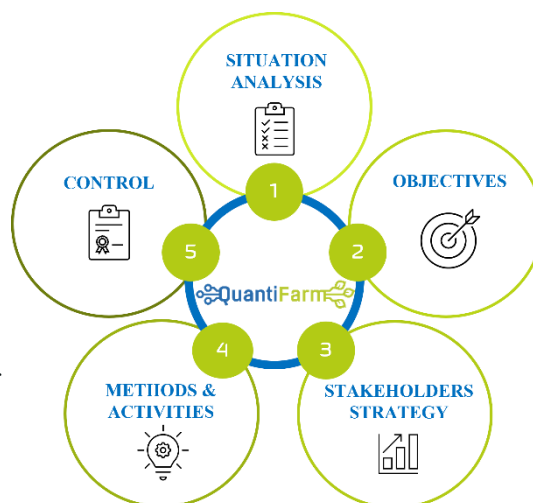 SITUATION
ANALYSIS
1
OBJECTIVES
2
STAKEHOLDERS
STRATEGY
3
METHODS &
ACTIVITIES
4
CONTROL
5
QuantiFarm